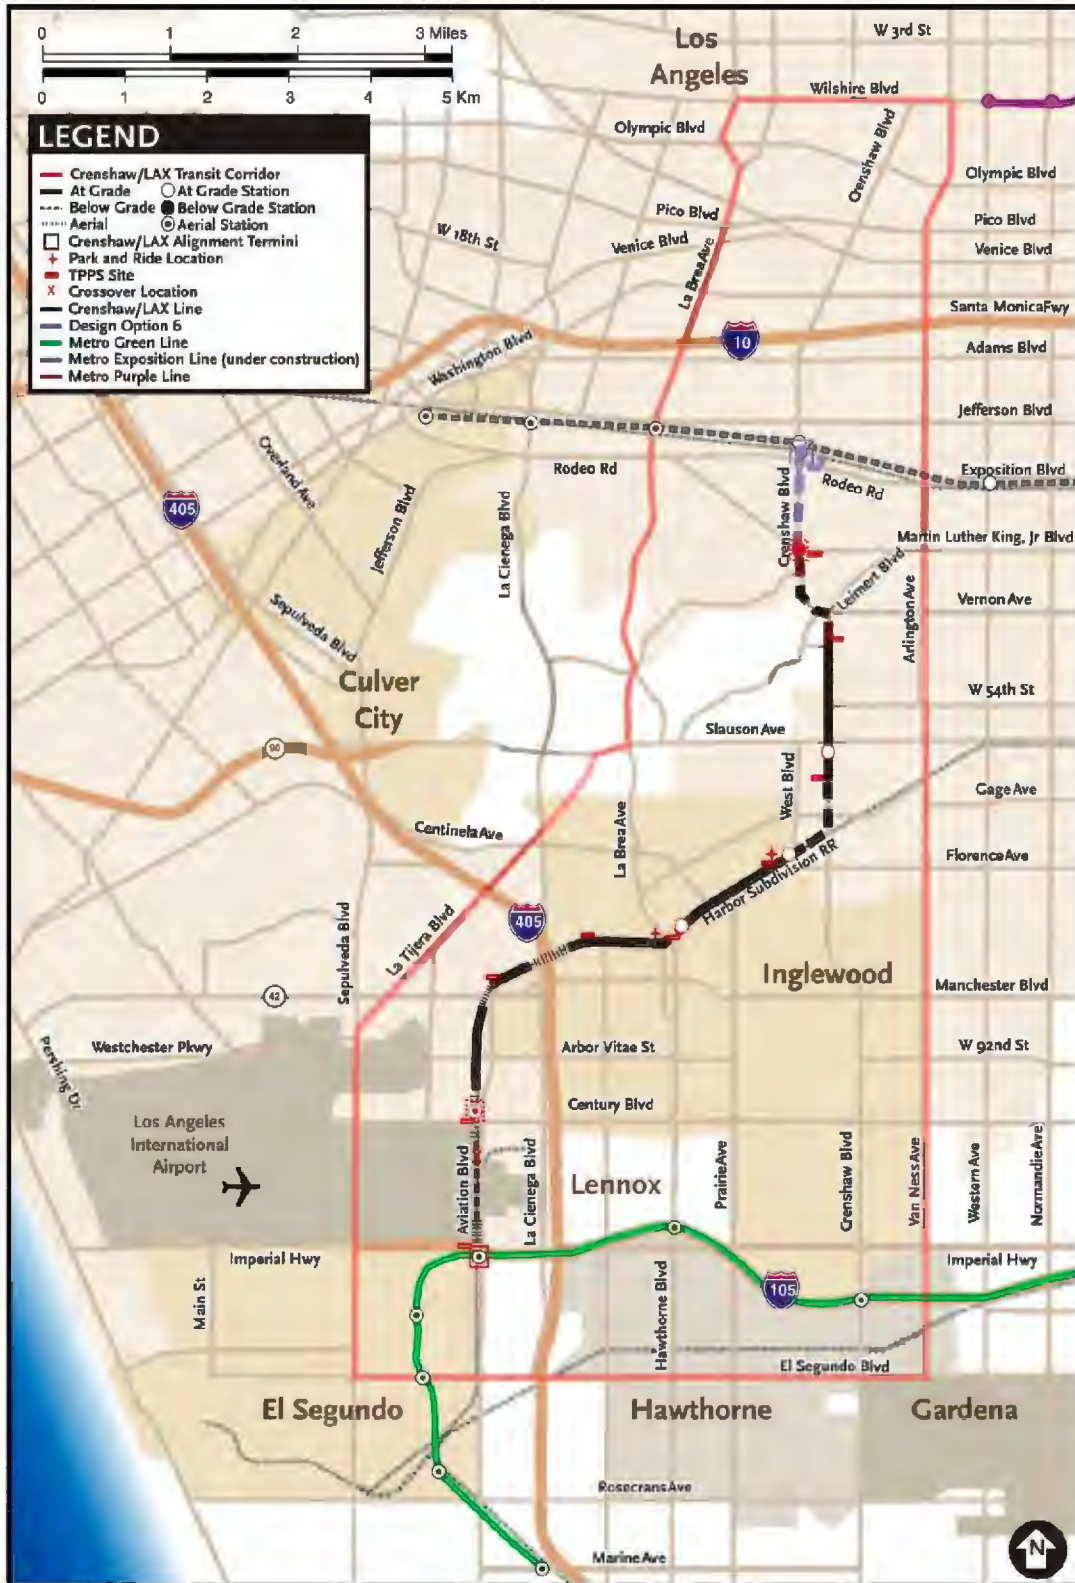 0 1 2 3 Miles
0 1 2 3 4 5 Km
LEGEND
Crenshaw/LAX Transit Corridor
At Grade At Grade Station
Below Grade Below Grade Station
Aerial Aerial Station
Crenshaw/LAX Alignment Termini
Park and Ride Location
TPPS Site
X Crossover Location
Crenshaw/LAX Line
Design Option 6
Metro Green Line
Metro Exposition Line (under construction)
Metro Purple Line
Los
Angeles
W 3rd St
Wilshire Blvd
Olympic Blvd
Crenshaw Blvd
Olympic Blvd
Pico Blvd
Pico Blvd
W 18th St
Venice Blvd
Venice Blvd
La Brea Ave
Santa Monica Fwy
10
Washington Blvd
Adams Blvd
Jefferson Blvd
Overland Ave
Rodeo Rd
Exposition Blvd
Rodeo Rd
405
Jefferson Blvd
La Cienega Blvd
Crenshaw Blvd
Martin Luther King, Jr Blvd
Leimert Blvd
Vernon Ave
Arlington Ave
Sepulveda Blvd
Culver
City
W 54th St
Slauson Ave
90
West Blvd
Gage Ave
Centinela Ave
La Brea Ave
Florence Ave
Harbor Subdivision RR
405
La Tijera Blvd
Sepulveda Blvd
Inglewood
42
Manchester Blvd
Pershing Dr
Westchester Pkwy
Arbor Vitae St
W 92nd St
Century Blvd
Los Angeles
International
Airport
Aviation Blvd
La Cienega Blvd
Lennox
Prairie Ave
Crenshaw Blvd
Van Ness Ave
Western Ave
Normandie Ave
Imperial Hwy
Imperial Hwy
Main St
Hawthorne Blvd
105
El Segundo Blvd
El Segundo
Hawthorne
Gardena
Rosecrans Ave
Marine Ave
N